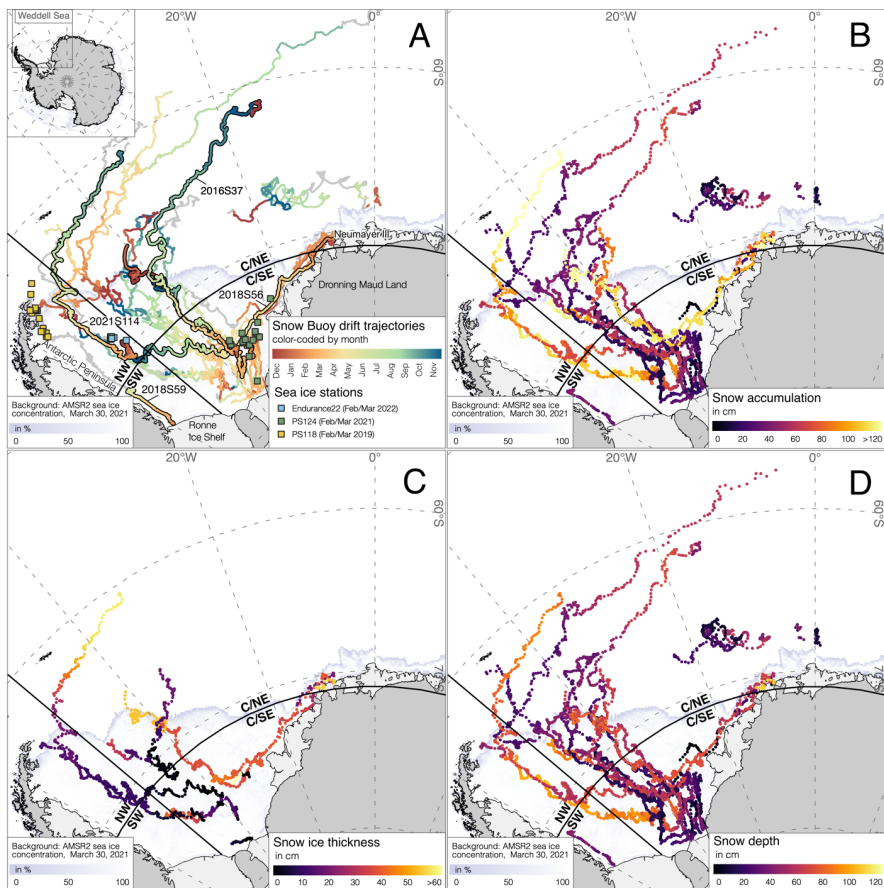 Weddell Sea
20°W
0°
A
60°S
70°S
2016S37
Neumayer III
C/NE
C/SE
Dronning Maud Land
2018S56
2021S114
Antarctic Peninsula
NW
SW
2018S59
Ronne
Ice Shelf
Snow Buoy drift trajectories
color-coded by month
Dec
Jan
Feb
Mar
Apr
May
Jun
Jul
Aug
Sep
Oct
Nov
Sea ice stations
Endurance22 (Feb/Mar 2022)
PS124 (Feb/Mar 2021)
PS118 (Feb/Mar 2019)
Background: AMSR2 sea ice
concentration, March 30, 2021
in %
0 50 100
20°W
0°
B
60°S
C/NE
C/SE
NW
SW
Background: AMSR2 sea ice
concentration, March 30, 2021
in %
0 50 100
Snow accumulation
in cm
0 20 40 60 80 100 >120
20°W
0°
C
60°S
70°S
C/NE
C/SE
NW
SW
Background: AMSR2 sea ice
concentration, March 30, 2021
in %
0 50 100
Snow ice thickness
in cm
0 10 20 30 40 50 >60
20°W
0°
D
60°S
C/NE
C/SE
NW
SW
Background: AMSR2 sea ice
concentration, March 30, 2021
in %
0 50 100
Snow depth
in cm
0 20 40 60 80 100 120